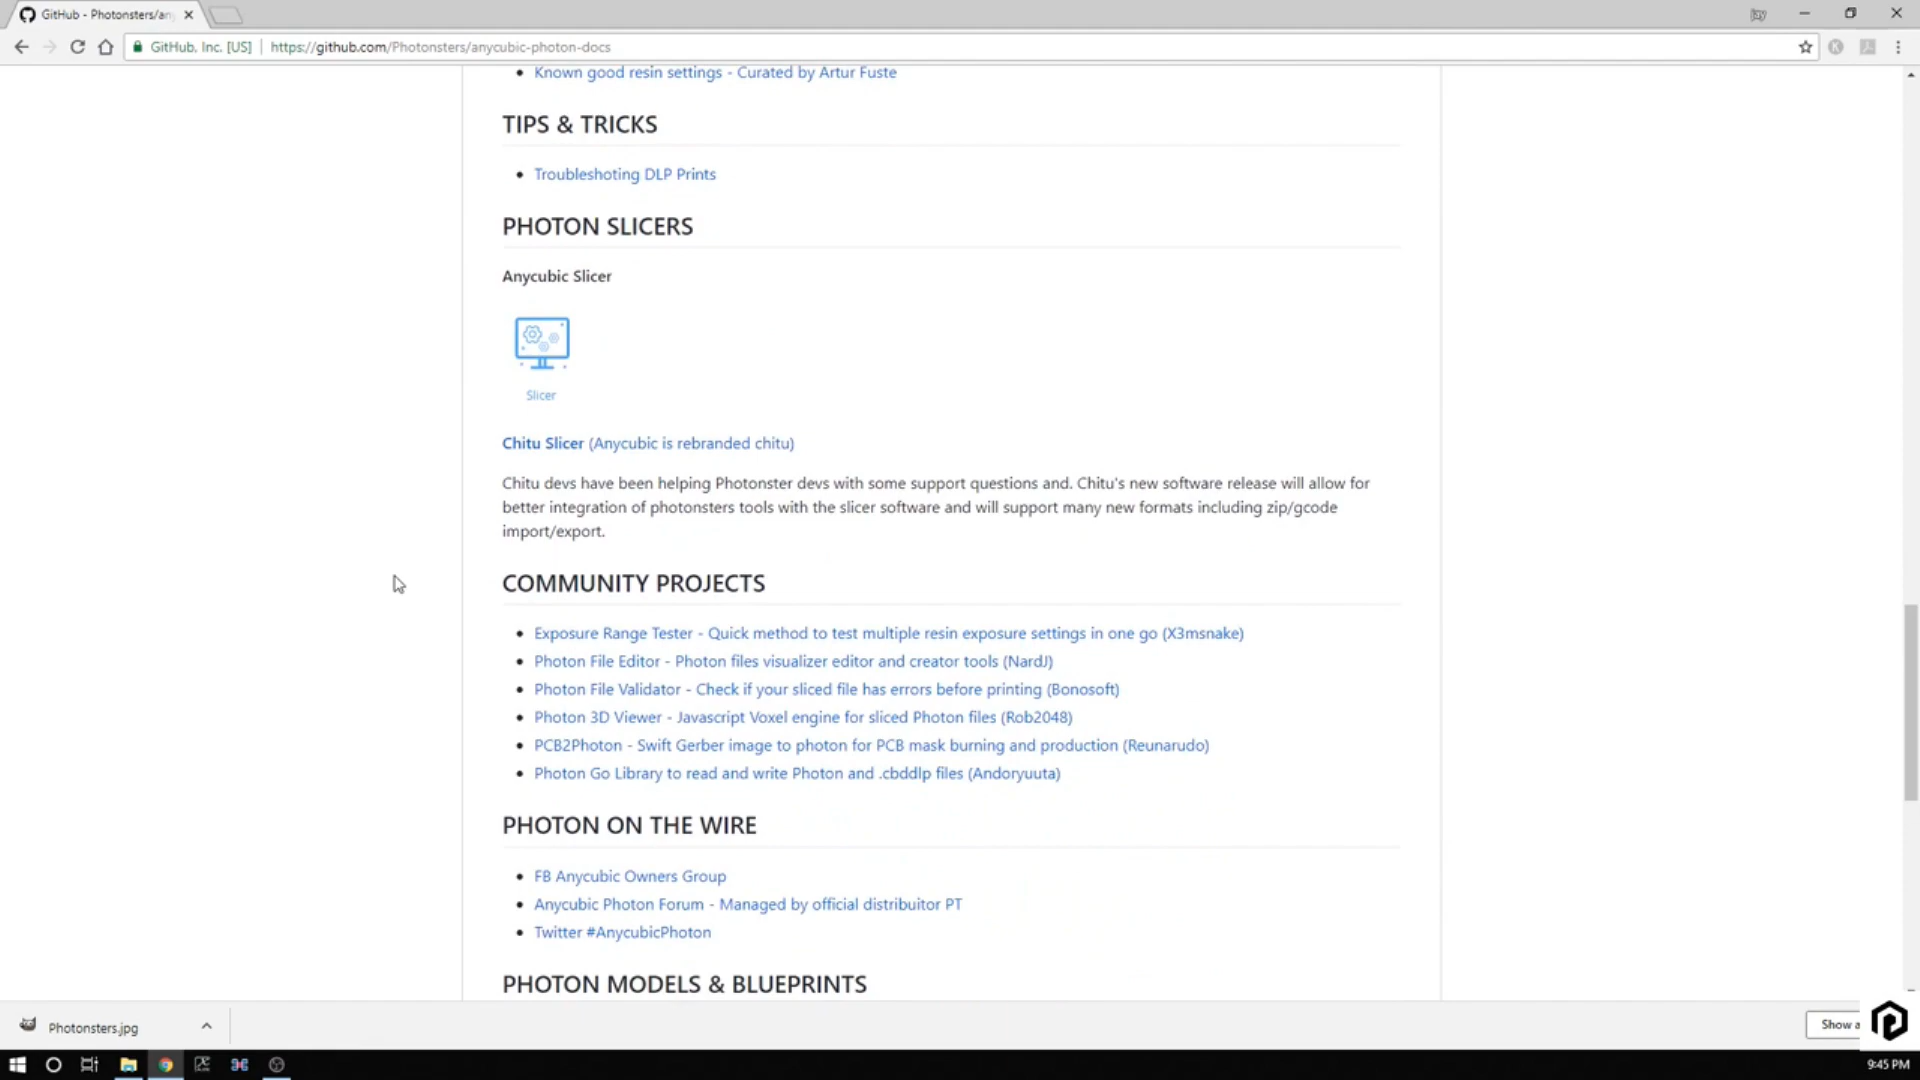 GitHub - Photonsters/an
jay
GitHub, Inc. [US] | https://github.com/Photonsters/anycubic-photon-docs
Known good resin settings - Curated by Artur Fuste
TIPS & TRICKS
Troubleshoting DLP Prints
PHOTON SLICERS
Anycubic Slicer
Slicer
Chitu Slicer (Anycubic is rebranded chitu)
Chitu devs have been helping Photonster devs with some support questions and. Chitu's new software release will allow for
better integration of photonsters tools with the slicer software and will support many new formats including zip/gcode
import/export.
COMMUNITY PROJECTS
Exposure Range Tester - Quick method to test multiple resin exposure settings in one go (X3msnake)
Photon File Editor - Photon files visualizer editor and creator tools (NardJ)
Photon File Validator - Check if your sliced file has errors before printing (Bonosoft)
Photon 3D Viewer - Javascript Voxel engine for sliced Photon files (Rob2048)
PCB2Photon - Swift Gerber image to photon for PCB mask burning and production (Reunarudo)
Photon Go Library to read and write Photon and .cbddlp files (Andoryuuta)
PHOTON ON THE WIRE
FB Anycubic Owners Group
Anycubic Photon Forum - Managed by official distribuitor PT
Twitter #AnycubicPhoton
PHOTON MODELS & BLUEPRINTS
Photonsters.jpg
Show a
9:45 PM